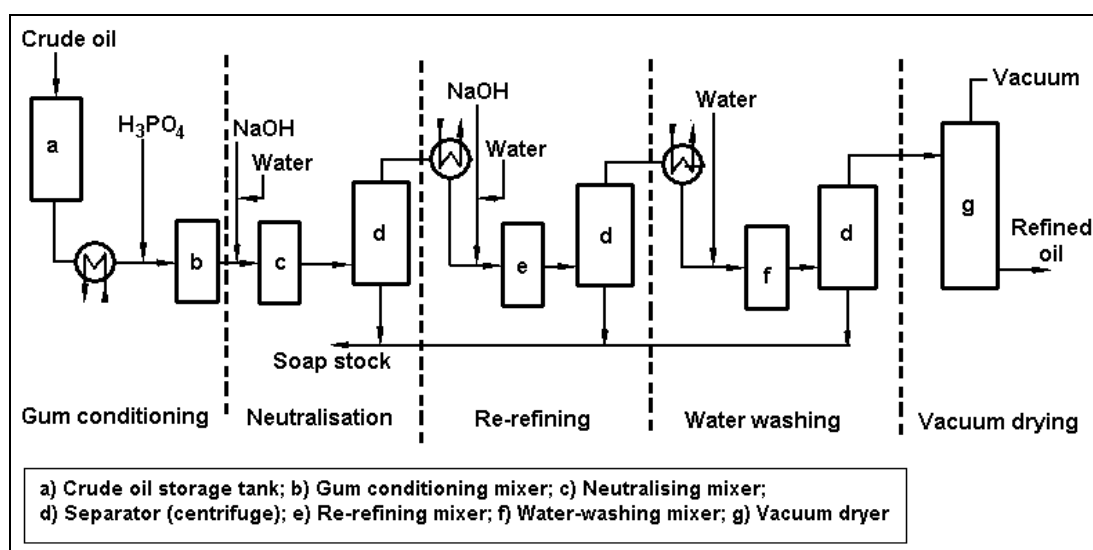 Crude oil
a
H₃PO₄
b
NaOH
Water
c
d
NaOH
Water
e
d
Water
f
d
Vacuum
g
Refined
oil
Soap stock
Gum conditioning
Neutralisation
Re-refining
Water washing
Vacuum drying
a) Crude oil storage tank; b) Gum conditioning mixer; c) Neutralising mixer;
d) Separator (centrifuge); e) Re-refining mixer; f) Water-washing mixer; g) Vacuum dryer